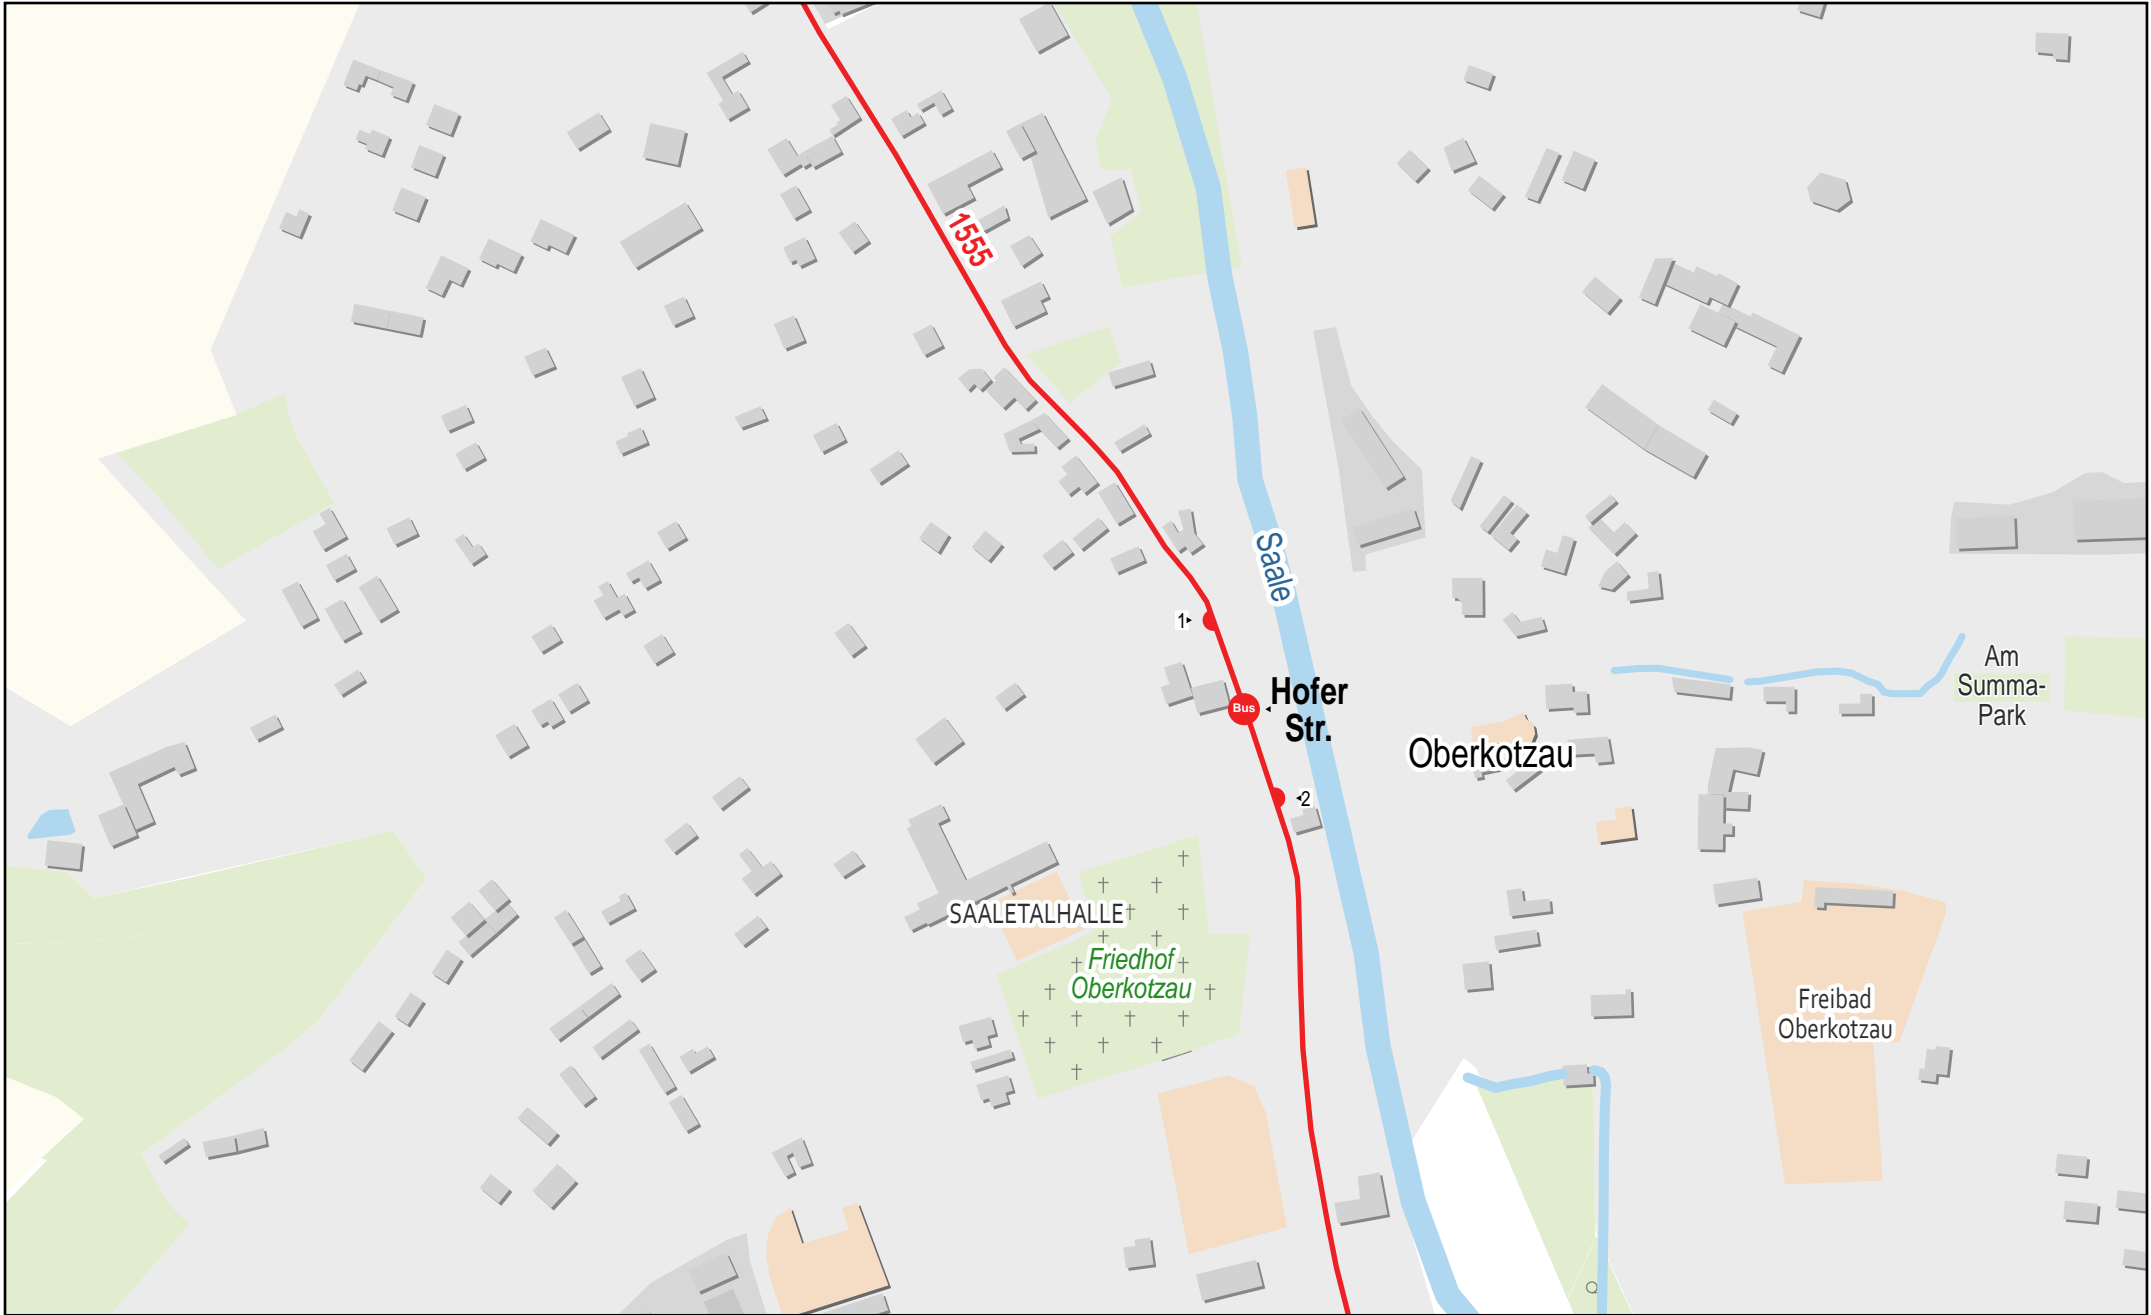 1555
Saale
1
Bus
Hofer
Str.
2
Oberkotzau
Am
Summa-
Park
SAALETALHALLE
Friedhof
Oberkotzau
Freibad
Oberkotzau